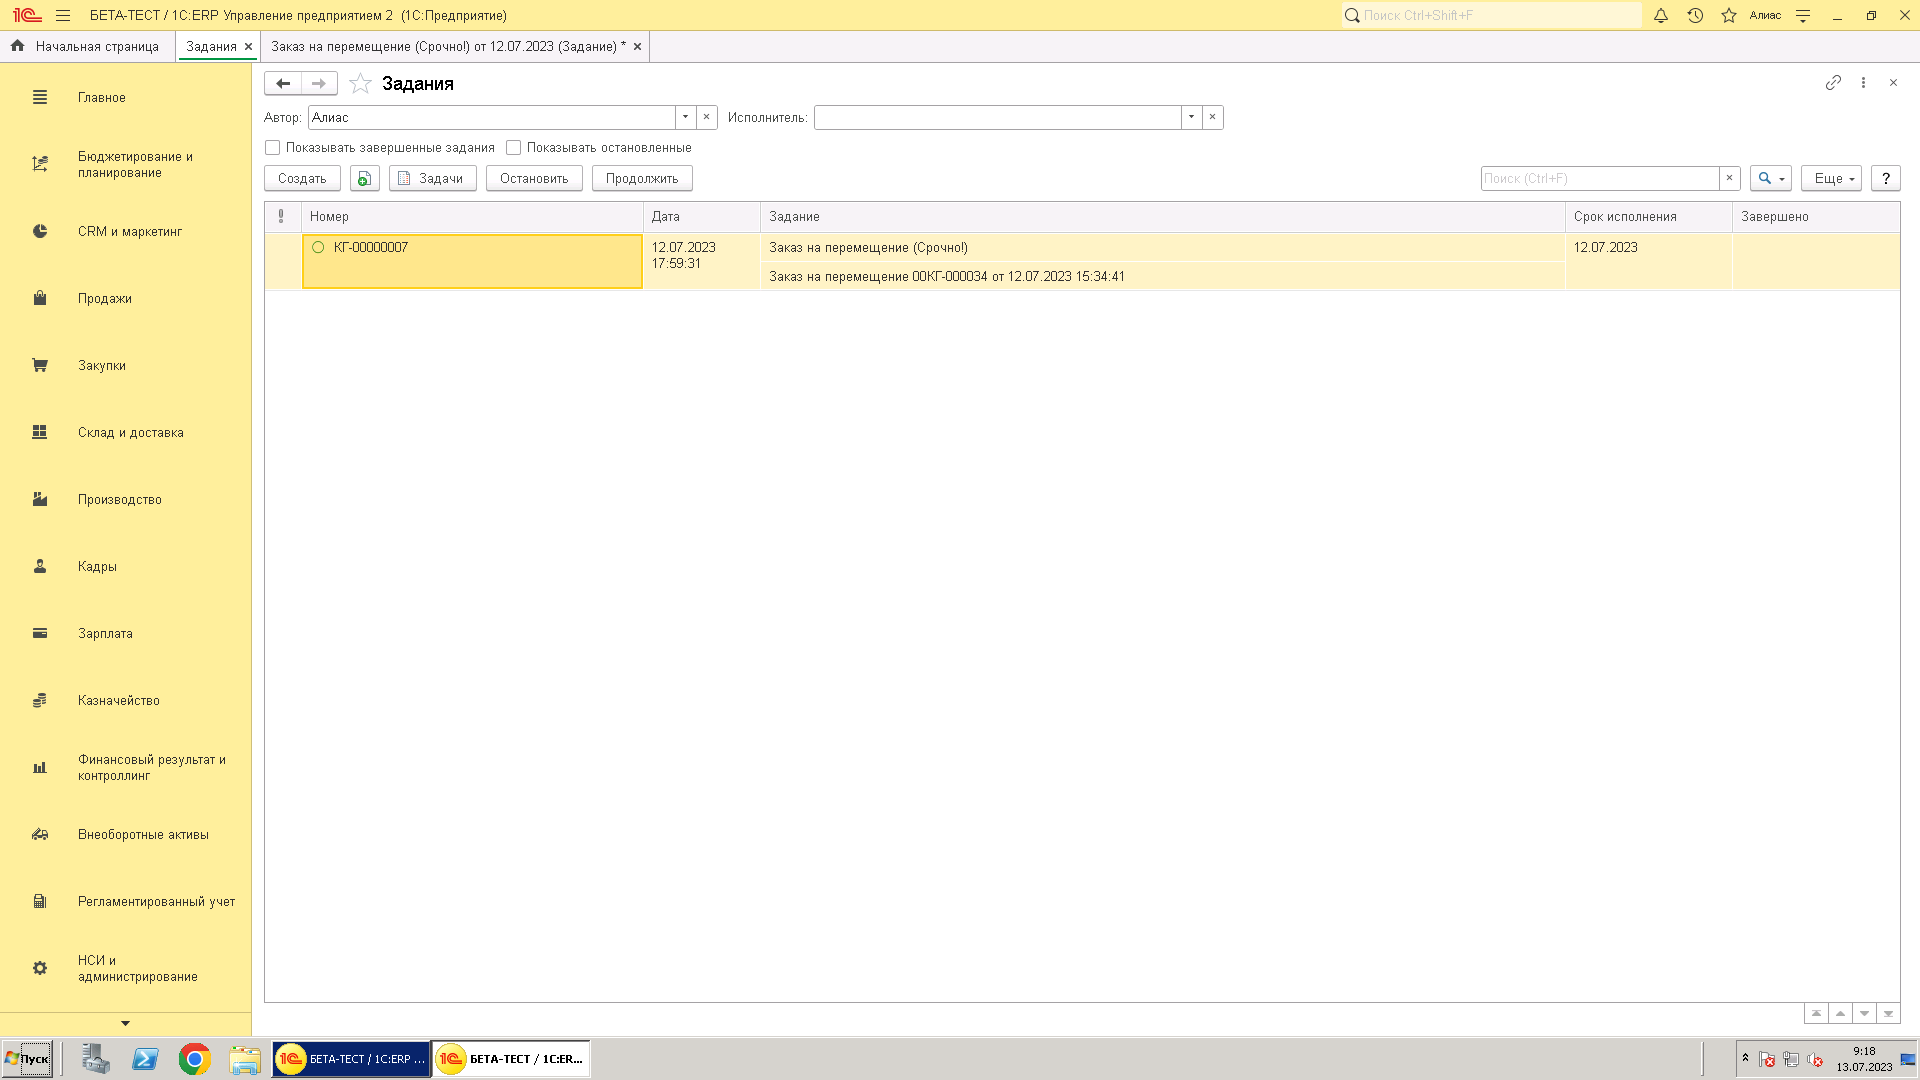 БЕТА-ТЕСТ / 1С:ERP Управление предприятием 2 (1С:Предприятие)
Поиск Ctrl+Shift+F
Алиас
Начальная страница
Задания
Заказ на перемещение (Срочно!) от 12.07.2023 (Задание) *
Главное
Бюджетирование и
планирование
CRM и маркетинг
Продажи
Закупки
Склад и доставка
Производство
Кадры
Зарплата
Казначейство
Финансовый результат и
контроллинг
Внеоборотные активы
Регламентированный учет
НСИ и
администрирование
Задания
Автор: Алиас
Исполнитель:
Показывать завершенные задания
Показывать остановленные
Создать
Задачи
Остановить
Продолжить
Поиск (Ctrl+F)
Еще
?
Номер Дата Задание Срок исполнения Завершено
КГ-00000007
12.07.2023
17:59:31
Заказ на перемещение (Срочно!)
Заказ на перемещение 00КГ-000034 от 12.07.2023 15:34:41
12.07.2023
Пуск
БЕТА-ТЕСТ / 1С:ERP ...
БЕТА-ТЕСТ / 1С:ER...
9:18
13.07.2023